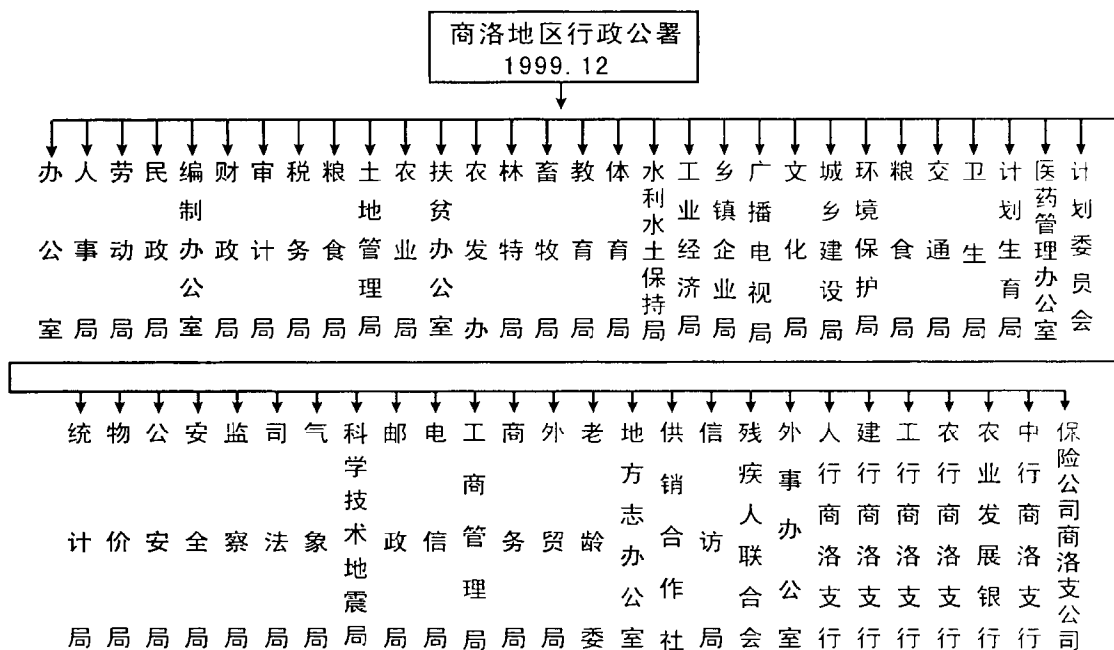 商洛地区行政公署
1999.12
办公室
人事局
劳动局
民政局
编制办公室
财政局
审计局
税务局
粮食局
土地管理局
农业局
扶贫办公室
农发办
林特局
畜牧局
教育局
体育局
水利水土保持局
工业经济局
乡镇企业局
广播电视局
文化局
城乡建设局
环境保护局
粮食局
交通局
卫生局
计划生育局
医药管理办公室
计划委员会
统计局
物价局
公安局
安全局
监察局
司法局
气象局
科学技术地震局
邮政局
电信局
工商管理局
商务局
外贸局
老龄委
地方志办公室
供销合作社
信访局
残疾人联合会
外事办公室
人行商洛支行
建行商洛支行
工行商洛支行
农行商洛支行
农业发展银行
中行商洛支行
保险公司商洛支公司